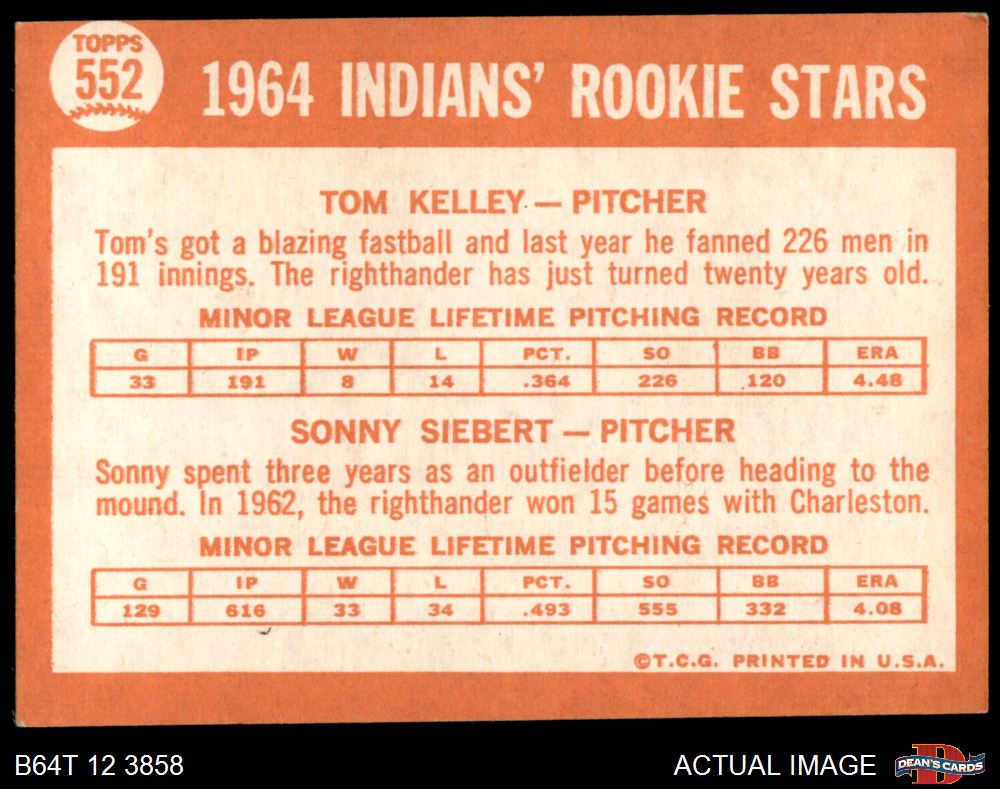 TOPPS
552
1964 INDIANS' ROOKIE STARS
TOM KELLEY — PITCHER
Tom's got a blazing fastball and last year he fanned 226 men in
191 innings. The righthander has just turned twenty years old.
MINOR LEAGUE LIFETIME PITCHING RECORD
G IP W L PCT. SO BB ERA
33 191 8 14 .364 226 120 4.48
SONNY SIEBERT — PITCHER
Sonny spent three years as an outfielder before heading to the
mound. In 1962, the righthander won 15 games with Charleston.
MINOR LEAGUE LIFETIME PITCHING RECORD
G IP W L PCT. SO BB ERA
129 616 33 34 .493 555 332 4.08
©T.C.G. PRINTED IN U.S.A.
B64T 12 3858
ACTUAL IMAGE
D
DEAN'S CARDS